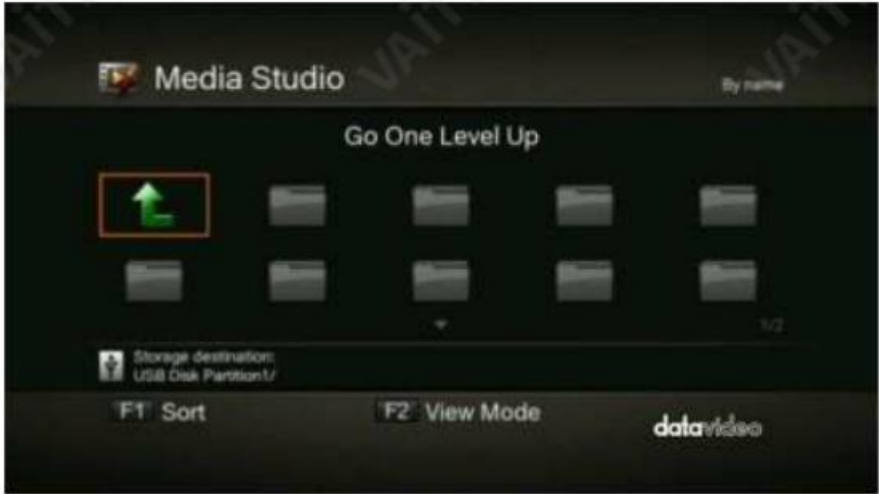 Media Studio
By name
Go One Level Up
1/2
Storage destination:
USB Disk Partition1/
F1 Sort
F2 View Mode
datavideo